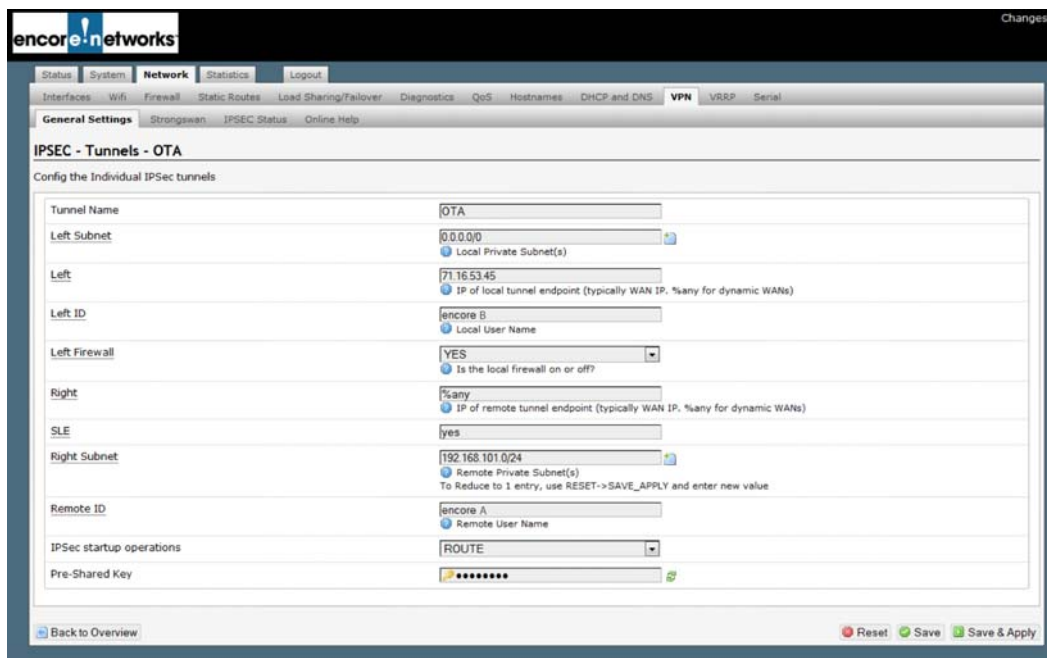 Changes
encore!networks
Status System Network Statistics Logout
Interfaces Wifi Firewall Static Routes Load Sharing/Failover Diagnostics QoS Hostnames DHCP and DNS VPN VRRP Serial
General Settings Strongswan IPSEC Status Online Help
IPSEC - Tunnels - OTA
Config the Individual IPSec tunnels
Tunnel Name OTA
Left Subnet 0.0.0.0/0
Local Private Subnet(s)
Left 71.16.53.45
IP of local tunnel endpoint (typically WAN IP. %any for dynamic WANs)
Left ID encore B
Local User Name
Left Firewall YES
Is the local firewall on or off?
Right %any
IP of remote tunnel endpoint (typically WAN IP. %any for dynamic WANs)
SLE yes
Right Subnet 192.168.101.0/24
Remote Private Subnet(s)
To Reduce to 1 entry, use RESET->SAVE_APPLY and enter new value
Remote ID encore A
Remote User Name
IPSec startup operations ROUTE
Pre-Shared Key ••••••••
Back to Overview Reset Save Save & Apply